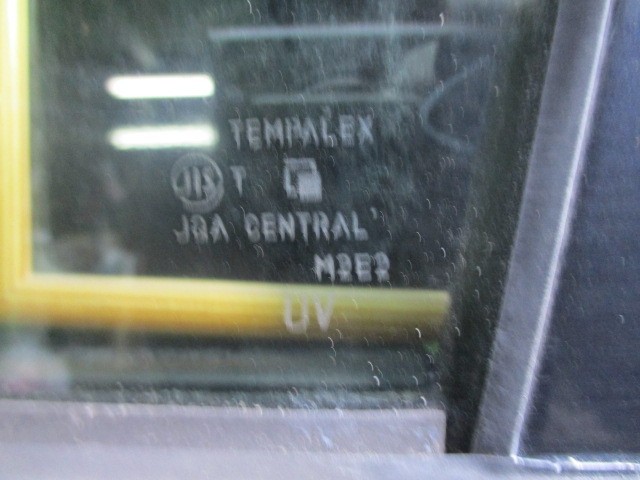 TEMPALEX
JIS T
JQA CENTRAL
M2E2
UV